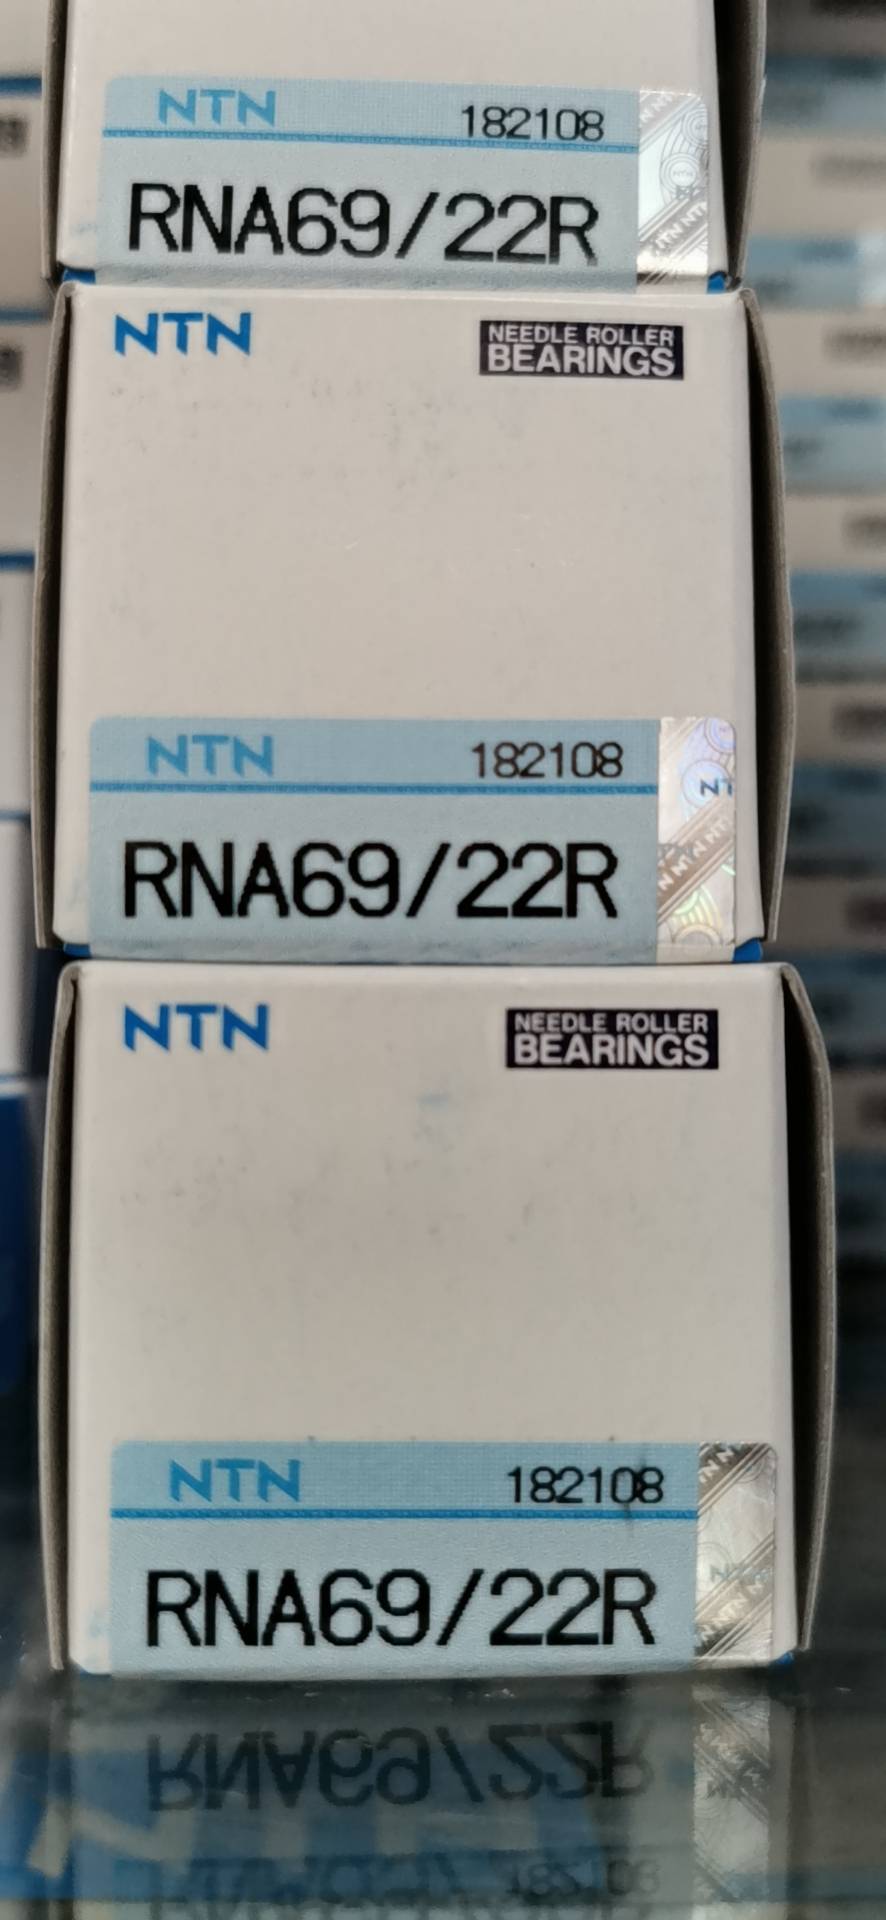 NTN 182108
RNA69/22R
NTN NEEDLE ROLLER
BEARINGS
NTN 182108
RNA69/22R
NTN NEEDLE ROLLER
BEARINGS
NTN 182108
RNA69/22R